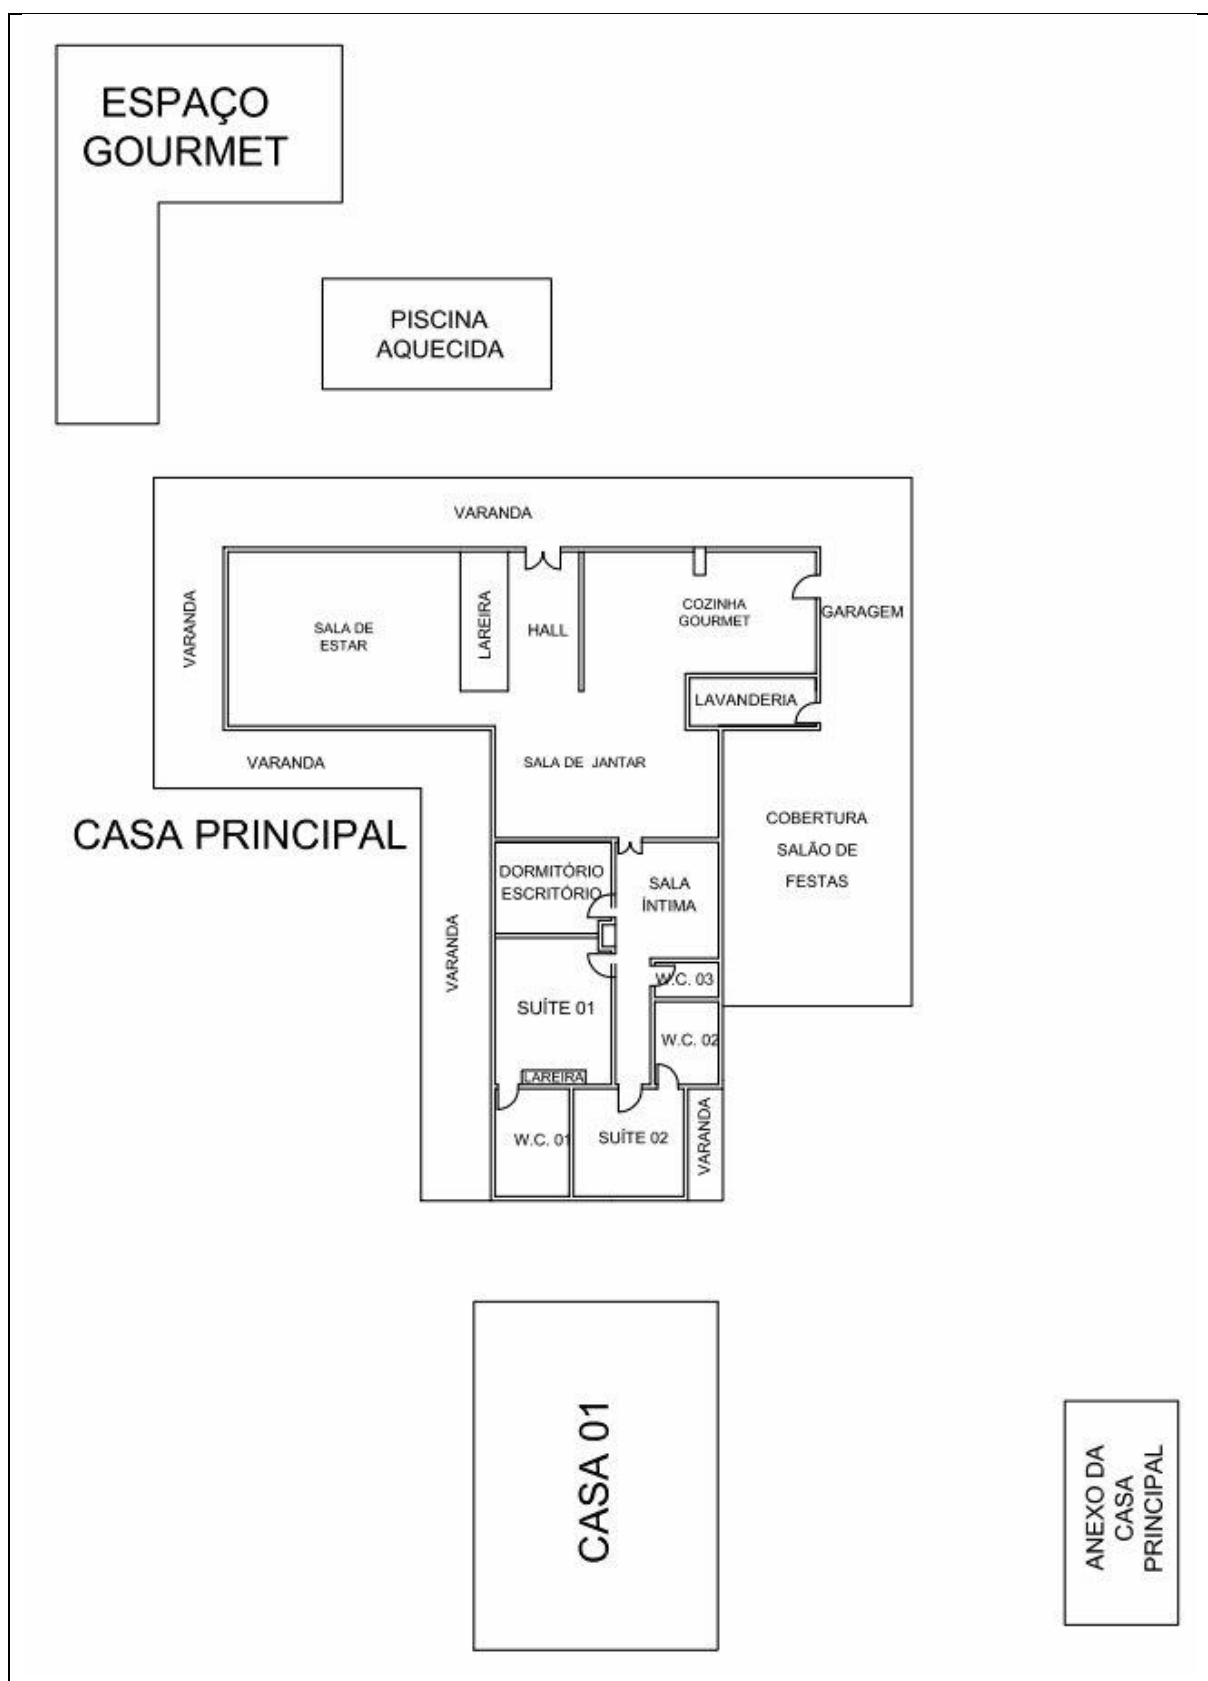 ESPAÇO
GOURMET
PISCINA
AQUECIDA
VARANDA
VARANDA
SALA DE
ESTAR
LAREIRA
HALL
COZINHA
GOURMET
GARAGEM
LAVANDERIA
VARANDA
SALA DE JANTAR
CASA PRINCIPAL
COBERTURA
SALÃO DE
FESTAS
DORMITÓRIO
ESCRITÓRIO
SALA
ÍNTIMA
VARANDA
W.C. 03
SUÍTE 01
W.C. 02
LAREIRA
W.C. 01
SUÍTE 02
VARANDA
CASA 01
ANEXO DA
CASA
PRINCIPAL